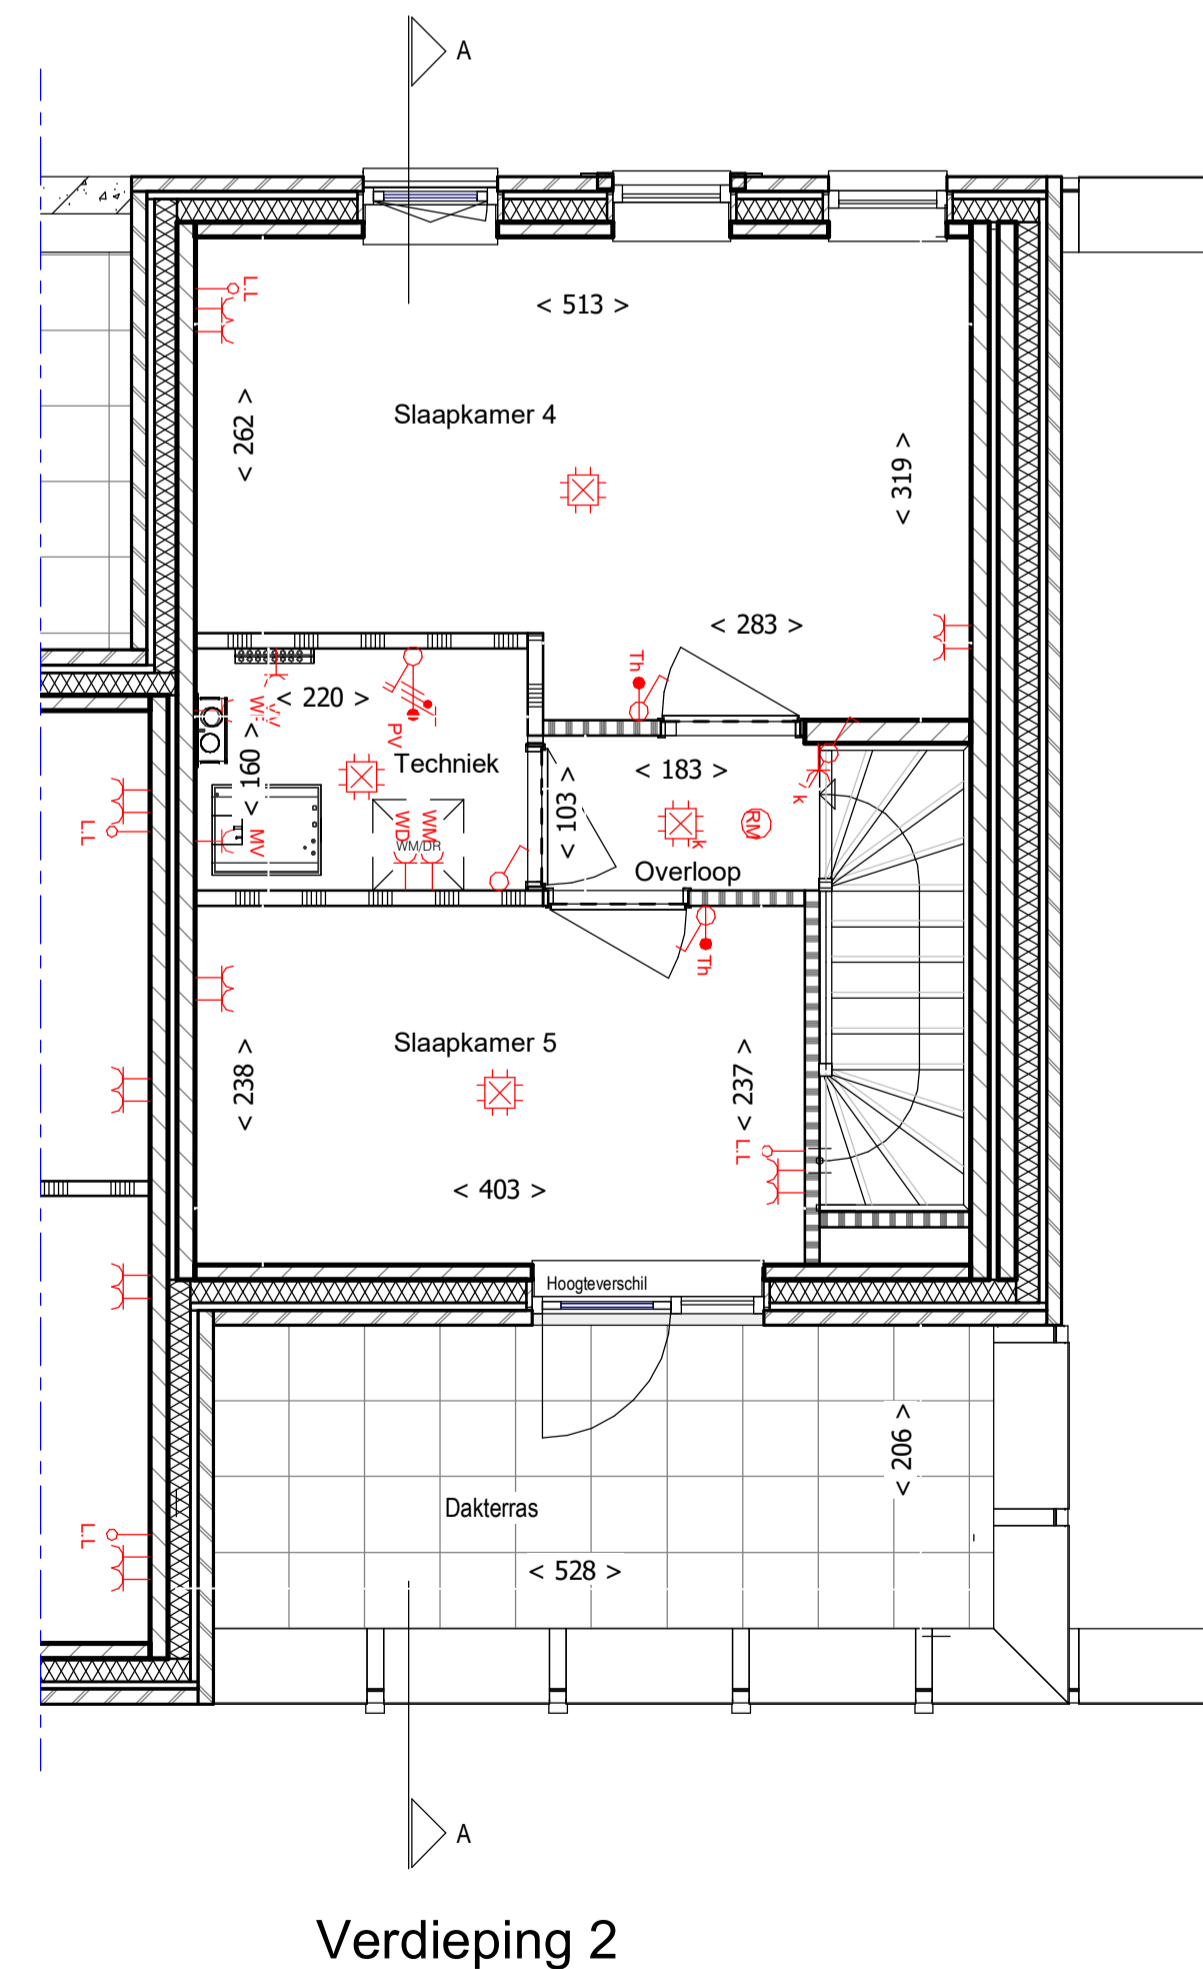 A
L.L
< 513 >
< 262 >
Slaapkamer 4
< 319 >
< 283 >
Th
< 220 >
PV
< 160 >
Techniek
< 183 >
< 103 >
k
L.L
MV
WD
WM
WM/DR
k
RM
Overloop
Th
Slaapkamer 5
< 238 >
< 237 >
L.L
< 403 >
Hoogteverschil
< 206 >
Dakterras
L.L
< 528 >
A
Verdieping 2